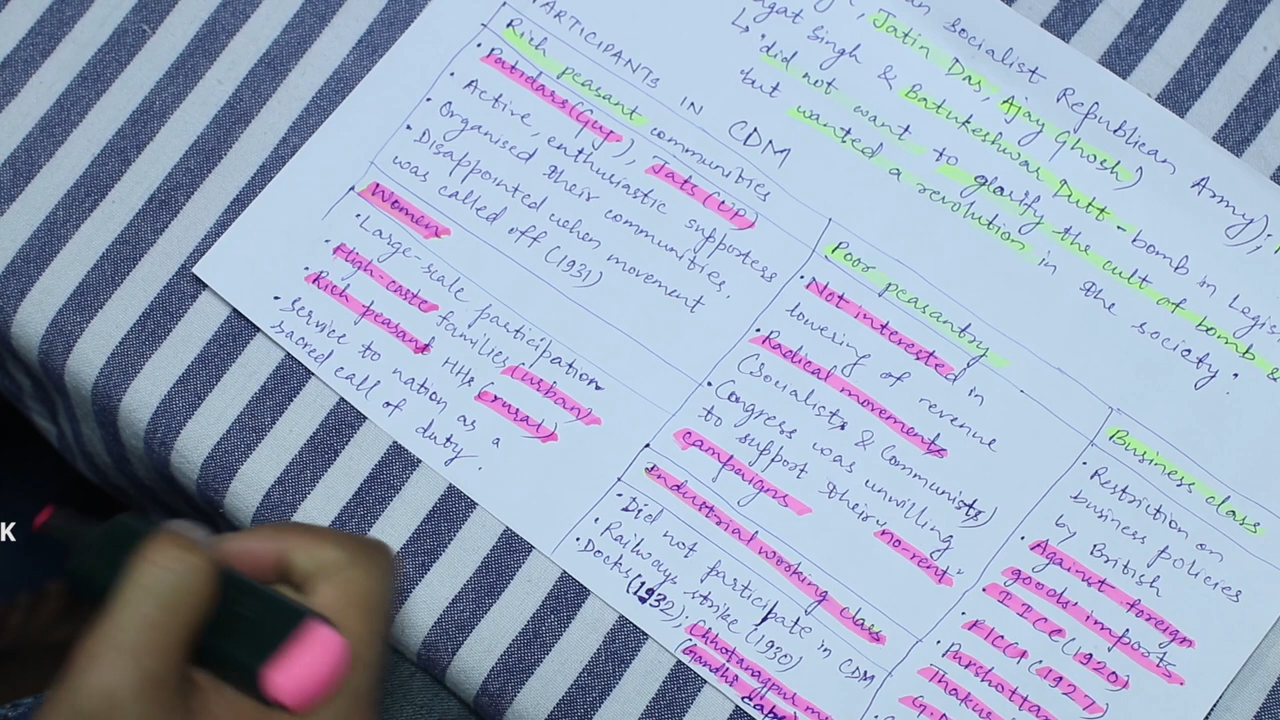 Socialist Republican Army);
Jatin Das, Ajay Ghosh)
agat Singh & Batukeshwar Dutt - bomb in Legis
↳ "did not want to glorify the cult of bomb &
but wanted a revolution in
the society".
PARTICIPANTS IN CDM
Rich peasant communities
• Patidars (Guj), Jats (UP)
• Active, enthusiastic supporters
• Organised their communities.
• Disappointed when movement
was called off (1931)
Women
• Large-scale participation
• High-caste families (urban)
• Rich peasant HHs (rural)
• Service to nation as a
sacred call of duty.
Poor peasantry
• Not interested in
lowering of revenue
• Radical movements
(Socialists & Communists)
• Congress was unwilling
to support their "no-rent"
campaigns
Industrial working class
• Did not participate in CDM
• Railways strike (1930)
• Docks (1932); Chhotanagpur
(Gandhi caps)
Business class
• Restriction on
business policies
by British
• Against foreign
goods' imports
• IICC (1920)
• FICCI (1927)
• Purshottam
Thakur
• G.D
K